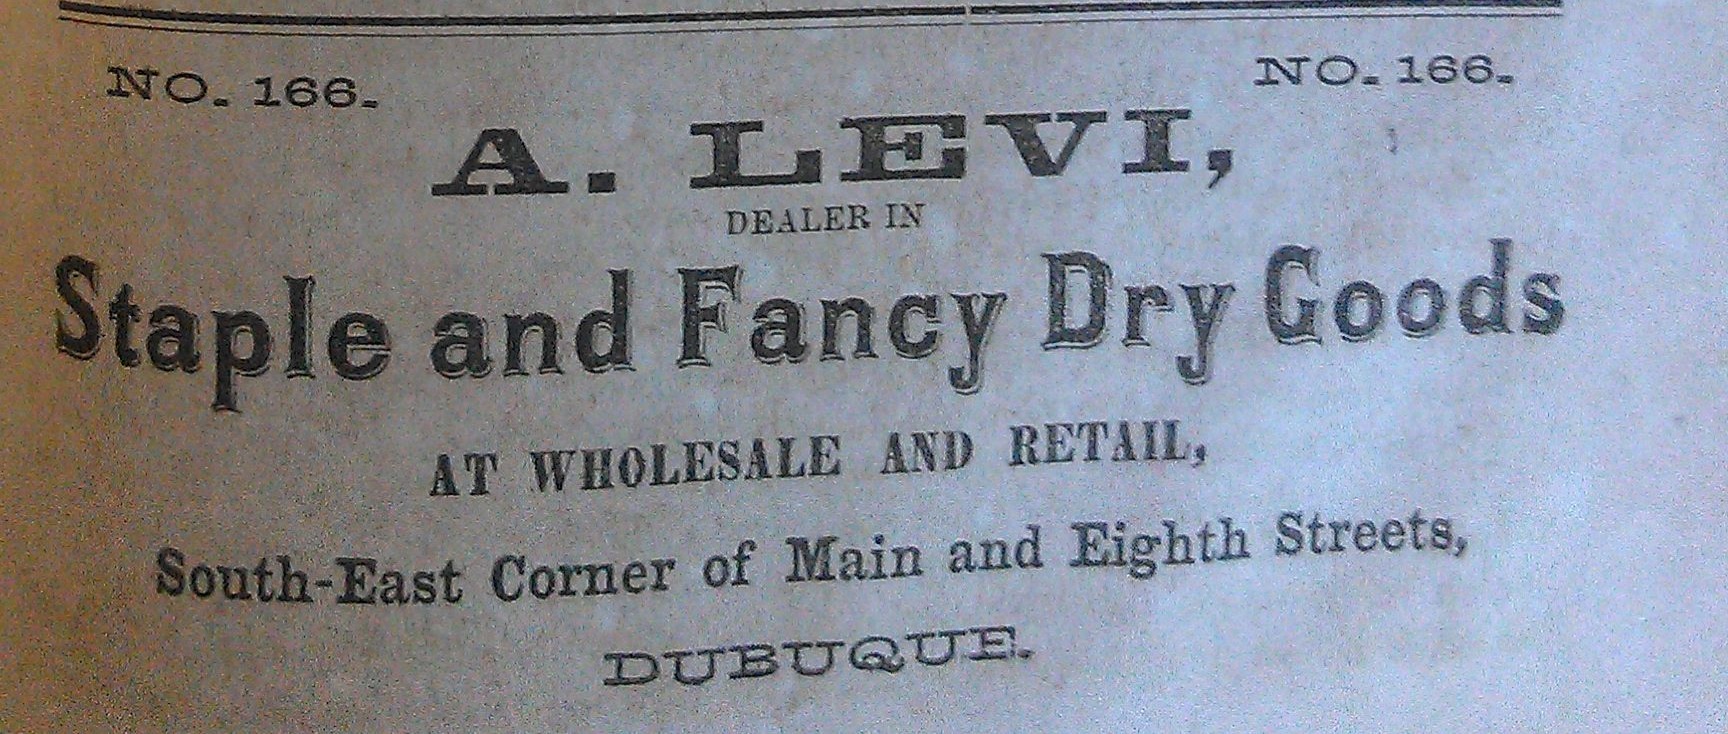 NO. 166. NO. 166.
A. LEVI,
DEALER IN
Staple and Fancy Dry Goods
AT WHOLESALE AND RETAIL,
South-East Corner of Main and Eighth Streets,
DUBUQUE.